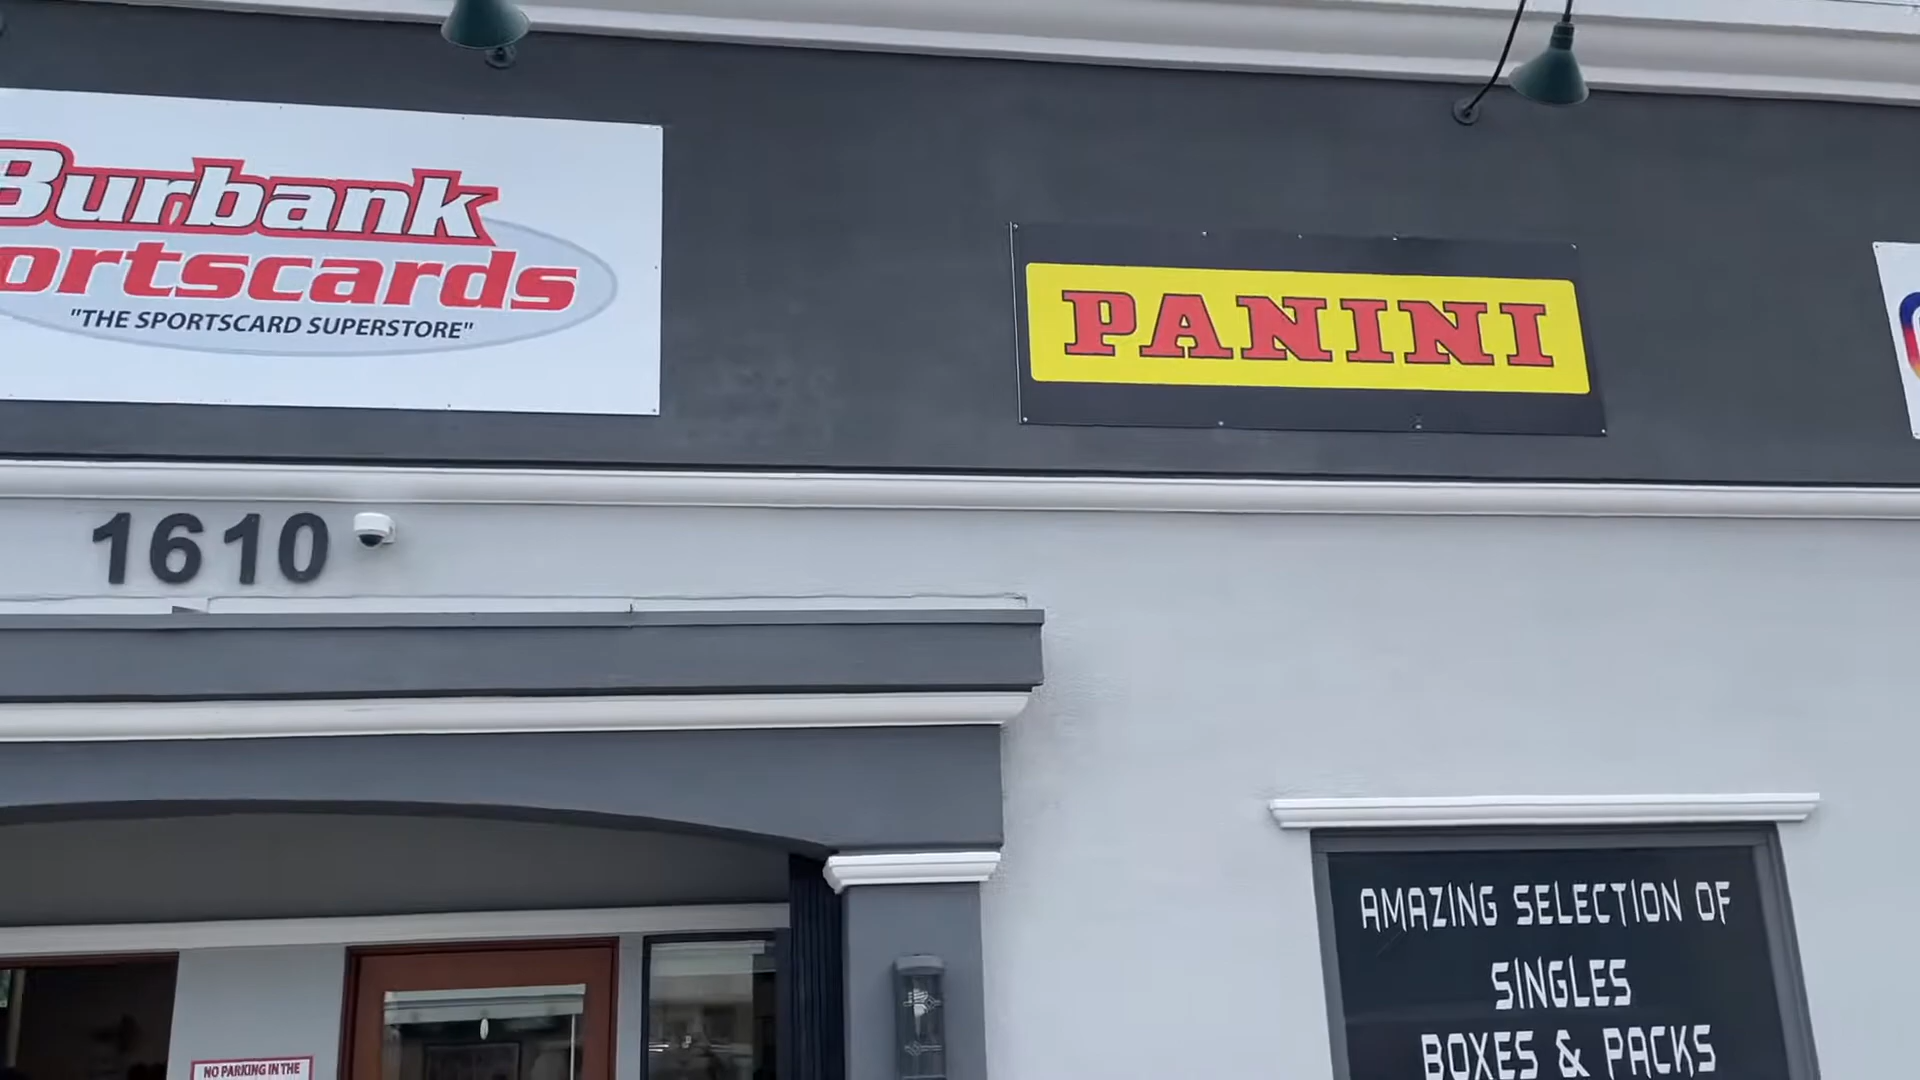 Burbank
ortscards
"THE SPORTSCARD SUPERSTORE"
PANINI
1610
AMAZING SELECTION OF
SINGLES
BOXES & PACKS
NO PARKING IN THE